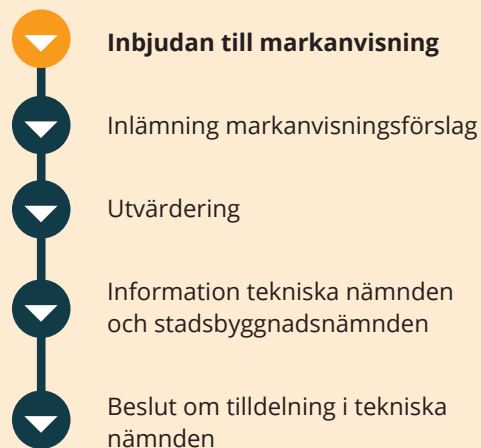 Inbjudan till markanvisning
Inlämning markanvisningsförslag
Utvärdering
Information tekniska nämnden
och stadsbyggnadsnämnden
Beslut om tilldelning i tekniska
nämnden